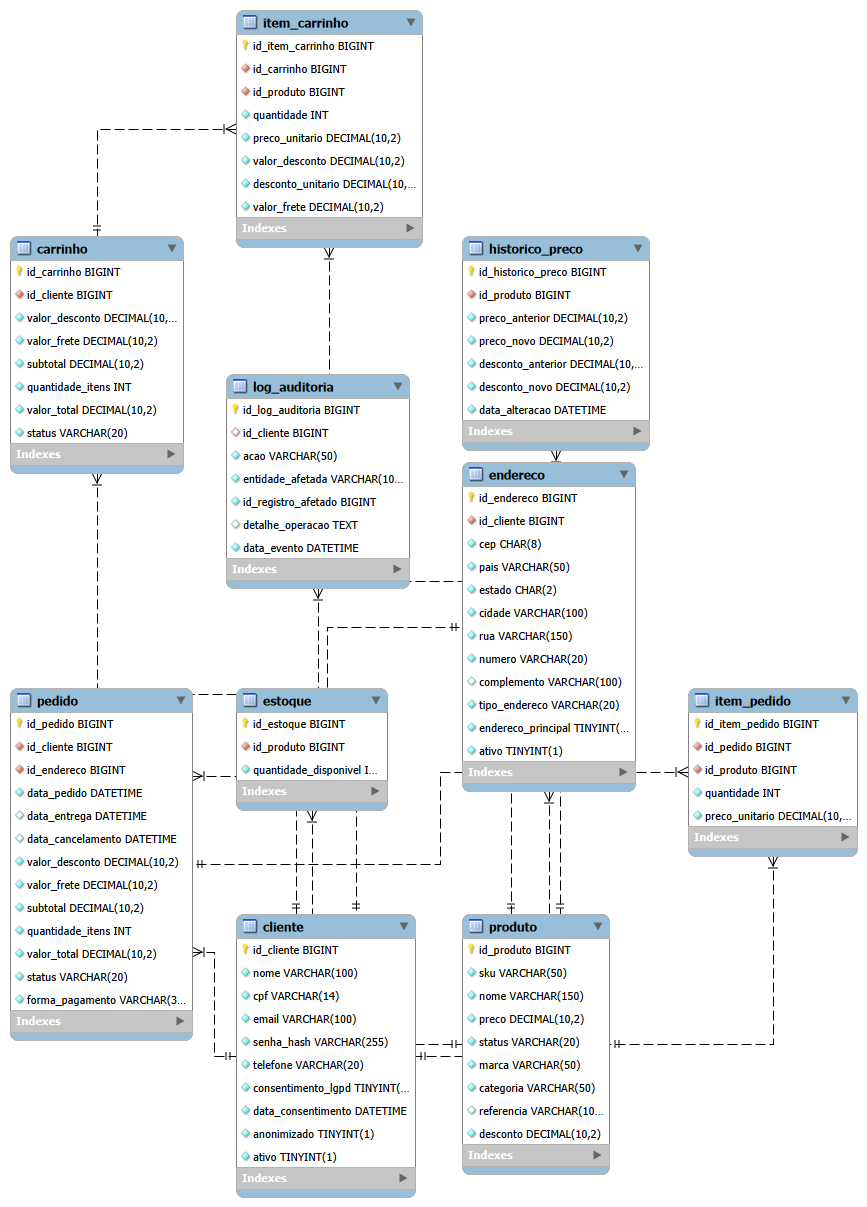 item_carrinho
id_item_carrinho BIGINT
id_carrinho BIGINT
id_produto BIGINT
quantidade INT
preco_unitario DECIMAL(10,2)
valor_desconto DECIMAL(10,2)
desconto_unitario DECIMAL(10,...
valor_frete DECIMAL(10,2)
Indexes
carrinho
id_carrinho BIGINT
id_cliente BIGINT
valor_desconto DECIMAL(10,...
valor_frete DECIMAL(10,2)
subtotal DECIMAL(10,2)
quantidade_itens INT
valor_total DECIMAL(10,2)
status VARCHAR(20)
Indexes
historico_preco
id_historico_preco BIGINT
id_produto BIGINT
preco_anterior DECIMAL(10,2)
preco_novo DECIMAL(10,2)
desconto_anterior DECIMAL(10,...
desconto_novo DECIMAL(10,2)
data_alteracao DATETIME
Indexes
log_auditoria
id_log_auditoria BIGINT
id_cliente BIGINT
acao VARCHAR(50)
entidade_afetada VARCHAR(10...
id_registro_afetado BIGINT
detalhe_operacao TEXT
data_evento DATETIME
Indexes
endereco
id_endereco BIGINT
id_cliente BIGINT
cep CHAR(8)
pais VARCHAR(50)
estado CHAR(2)
cidade VARCHAR(100)
rua VARCHAR(150)
numero VARCHAR(20)
complemento VARCHAR(100)
tipo_endereco VARCHAR(20)
endereco_principal TINYINT(...
ativo TINYINT(1)
Indexes
pedido
id_pedido BIGINT
id_cliente BIGINT
id_endereco BIGINT
data_pedido DATETIME
data_entrega DATETIME
data_cancelamento DATETIME
valor_desconto DECIMAL(10,2)
valor_frete DECIMAL(10,2)
subtotal DECIMAL(10,2)
quantidade_itens INT
valor_total DECIMAL(10,2)
status VARCHAR(20)
forma_pagamento VARCHAR(3...
Indexes
estoque
id_estoque BIGINT
id_produto BIGINT
quantidade_disponivel I...
Indexes
item_pedido
id_item_pedido BIGINT
id_pedido BIGINT
id_produto BIGINT
quantidade INT
preco_unitario DECIMAL(10,...
Indexes
cliente
id_cliente BIGINT
nome VARCHAR(100)
cpf VARCHAR(14)
email VARCHAR(100)
senha_hash VARCHAR(255)
telefone VARCHAR(20)
consentimento_lgpd TINYINT(...
data_consentimento DATETIME
anonimizado TINYINT(1)
ativo TINYINT(1)
Indexes
produto
id_produto BIGINT
sku VARCHAR(50)
nome VARCHAR(150)
preco DECIMAL(10,2)
status VARCHAR(20)
marca VARCHAR(50)
categoria VARCHAR(50)
referencia VARCHAR(10...
desconto DECIMAL(10,2)
Indexes